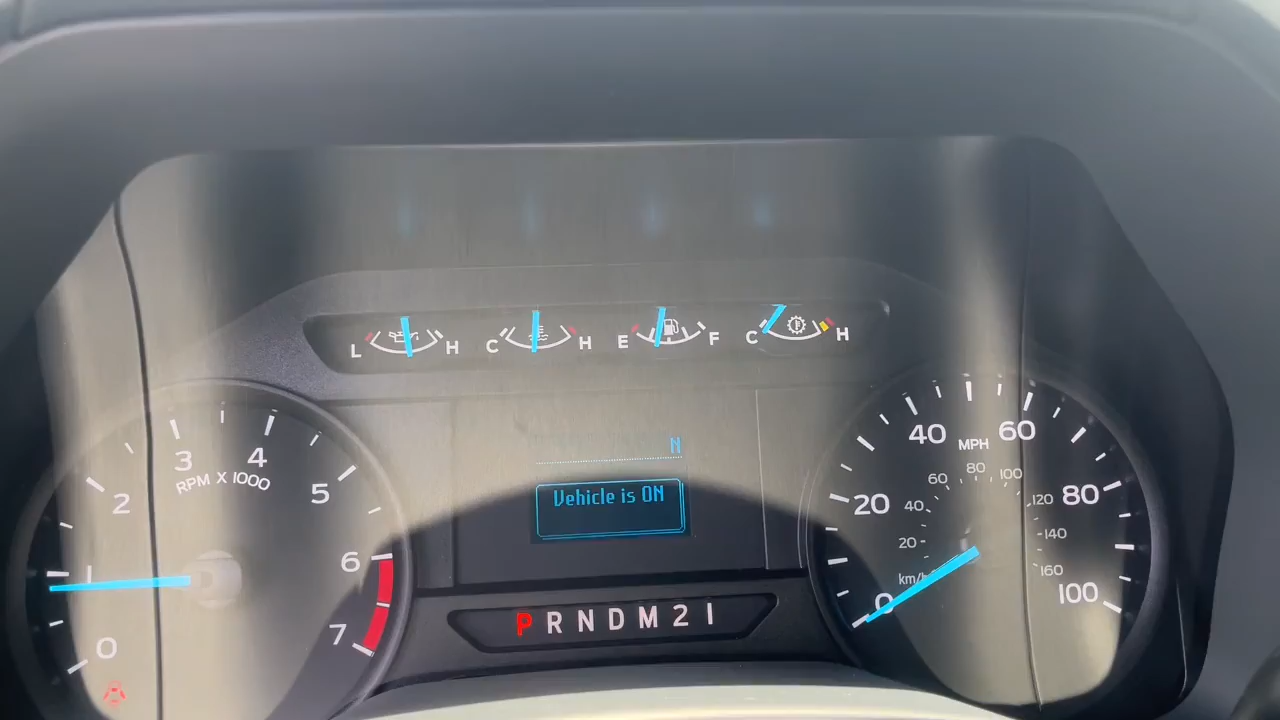 L H C H E F C H
3 4
RPM X 1000
2 5
1 6
0 7
N
Vehicle is ON
P R N D M 2 1
40 MPH 60
60 80 100
20 40 120 80
20 140
km/h 160
0 100